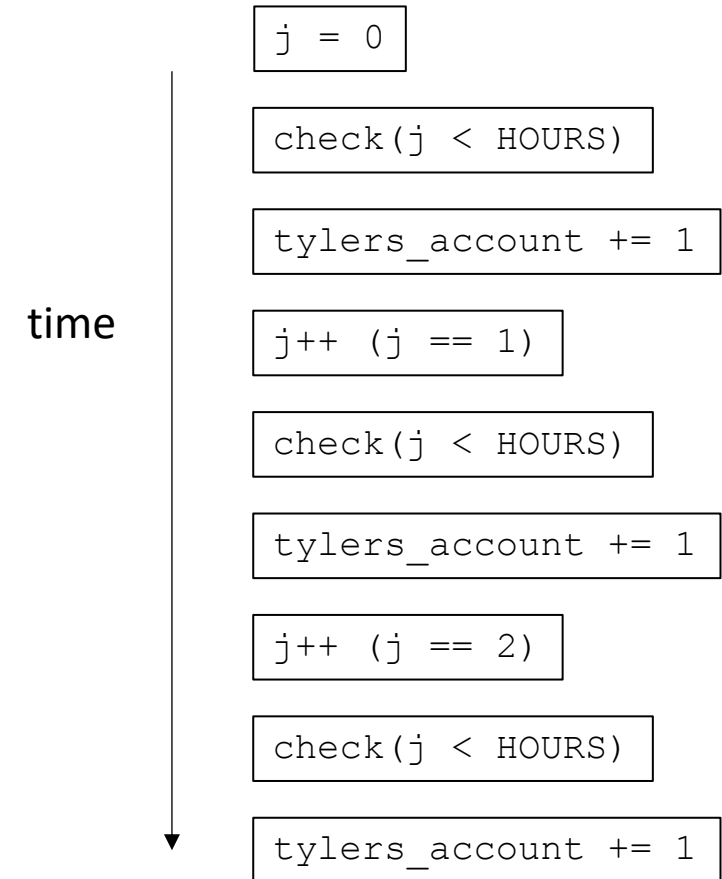 j = 0
check(j < HOURS)
tylers_account += 1
time
j++ (j == 1)
check(j < HOURS)
tylers_account += 1
j++ (j == 2)
check(j < HOURS)
tylers_account += 1